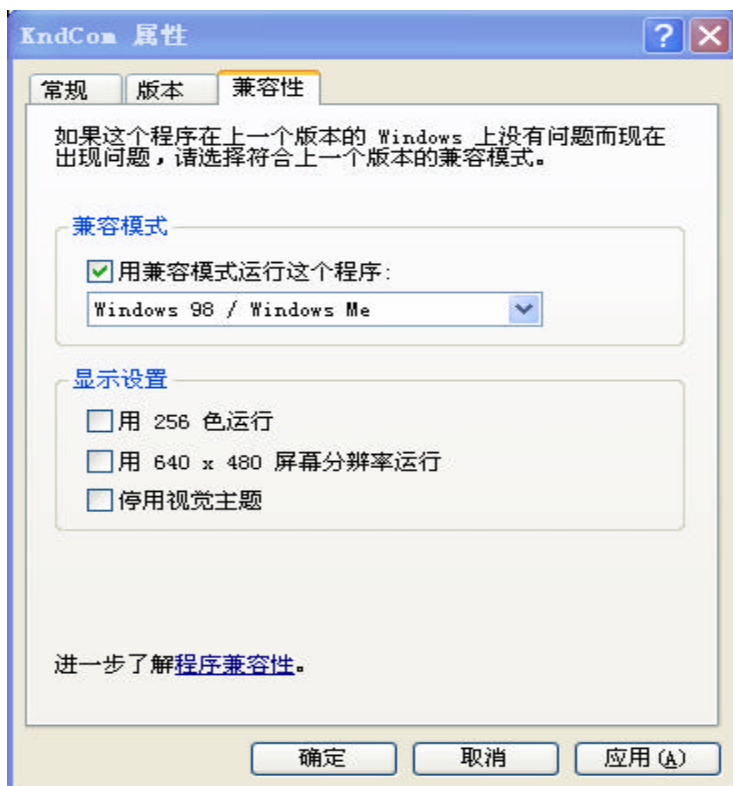 KndCom 属性
常规 版本 兼容性
如果这个程序在上一个版本的 Windows 上没有问题而现在
出现问题，请选择符合上一个版本的兼容模式。
兼容模式
用兼容模式运行这个程序:
Windows 98 / Windows Me
显示设置
用 256 色运行
用 640 x 480 屏幕分辨率运行
停用视觉主题
进一步了解程序兼容性。
确定 取消 应用(A)